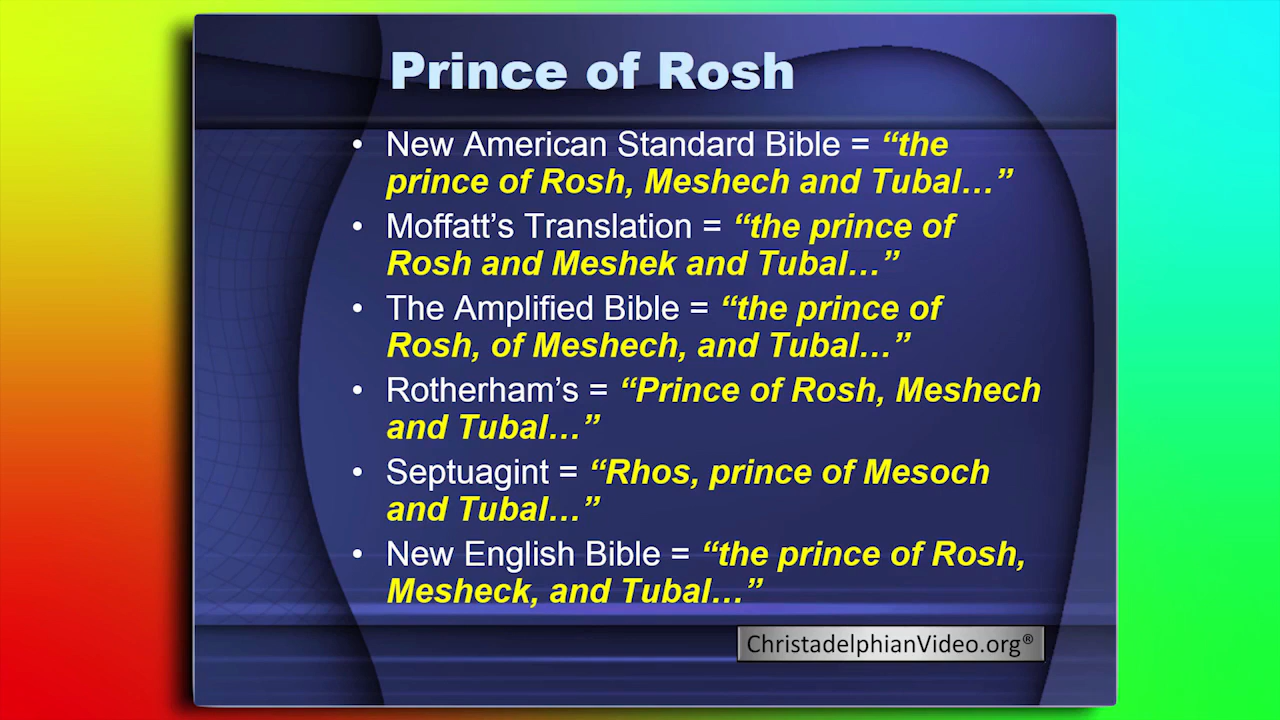 Prince of Rosh
• New American Standard Bible = “the
prince of Rosh, Meshech and Tubal…”
• Moffatt’s Translation = “the prince of
Rosh and Meshek and Tubal…”
• The Amplified Bible = “the prince of
Rosh, of Meshech, and Tubal…”
• Rotherham’s = “Prince of Rosh, Meshech
and Tubal…”
• Septuagint = “Rhos, prince of Mesoch
and Tubal…”
• New English Bible = “the prince of Rosh,
Mesheck, and Tubal…”
ChristadelphianVideo.org®